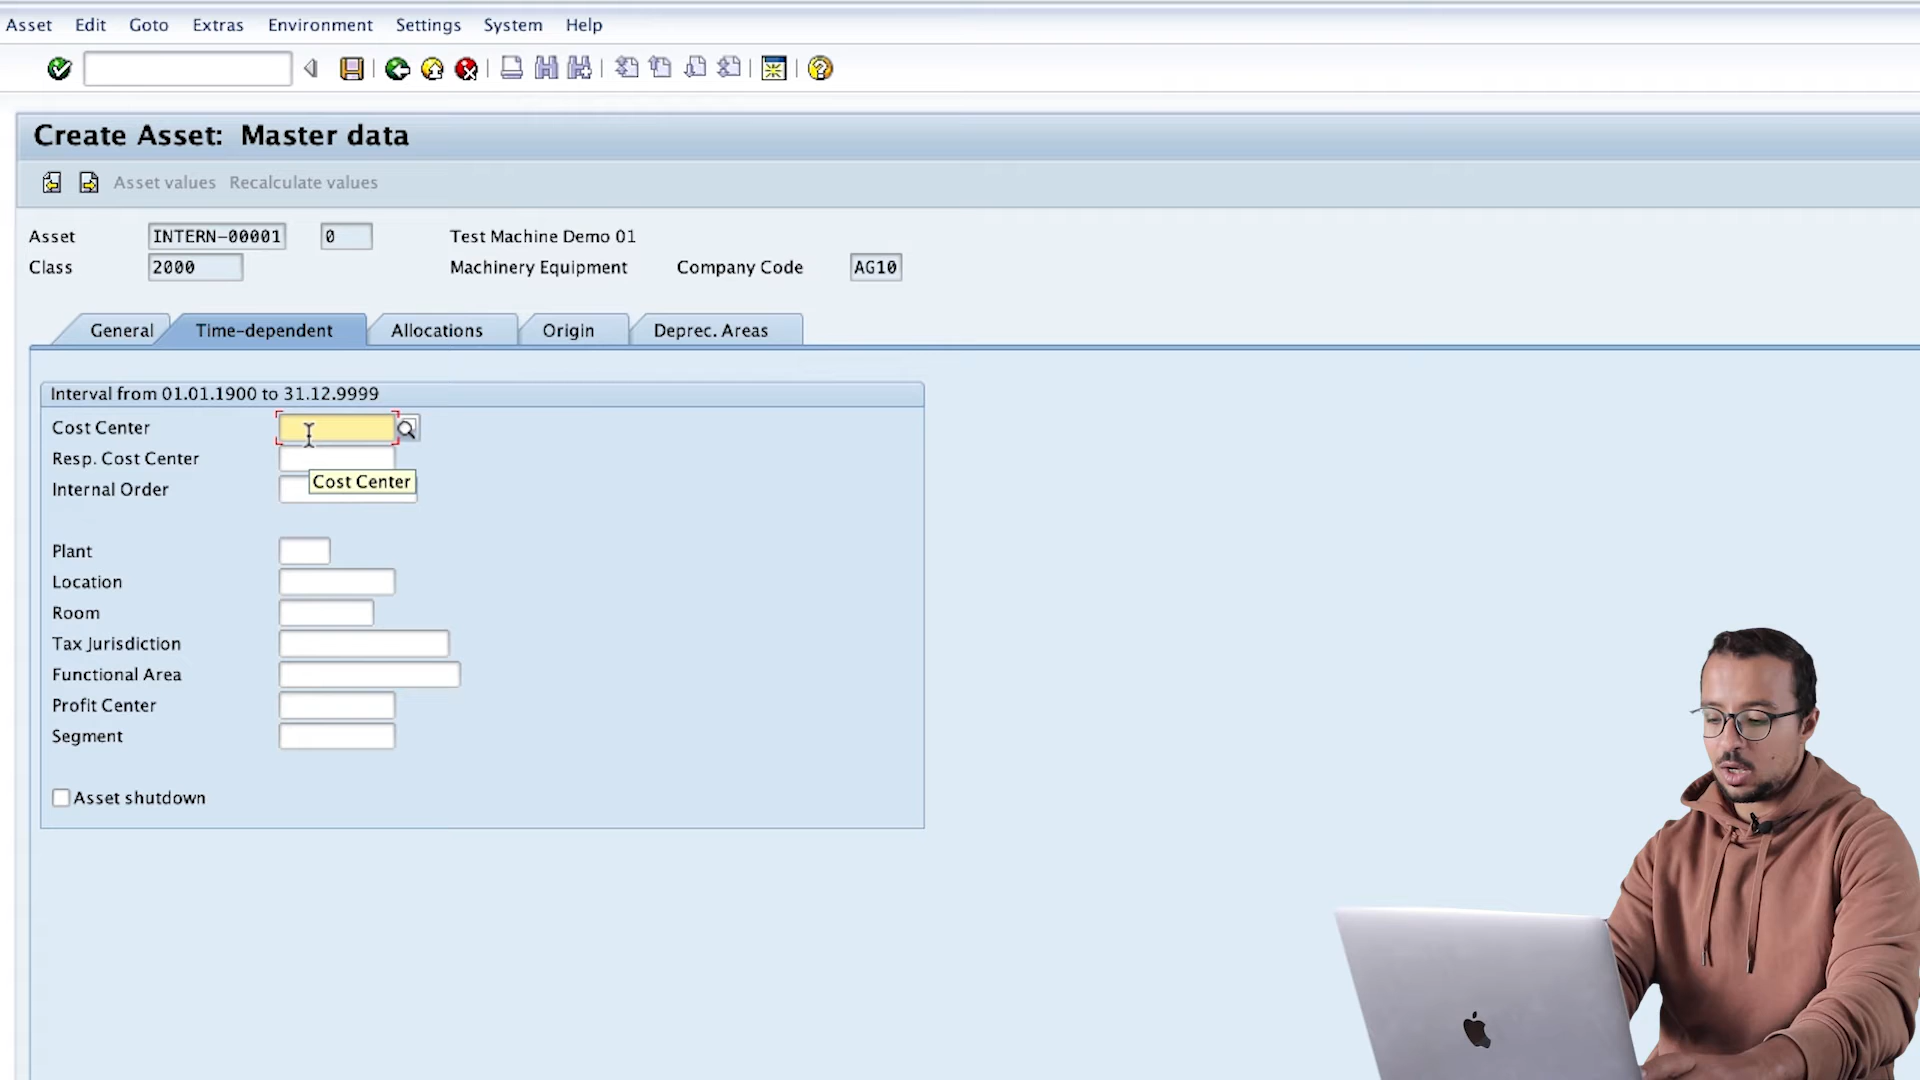 Asset Edit Goto Extras Environment Settings System Help
Create Asset: Master data
Asset values Recalculate values
Asset INTERN-00001 0 Test Machine Demo 01
Class 2000 Machinery Equipment Company Code AG10
General Time-dependent Allocations Origin Deprec. Areas
Interval from 01.01.1900 to 31.12.9999
Cost Center
Resp. Cost Center
Cost Center
Internal Order
Plant
Location
Room
Tax Jurisdiction
Functional Area
Profit Center
Segment
Asset shutdown